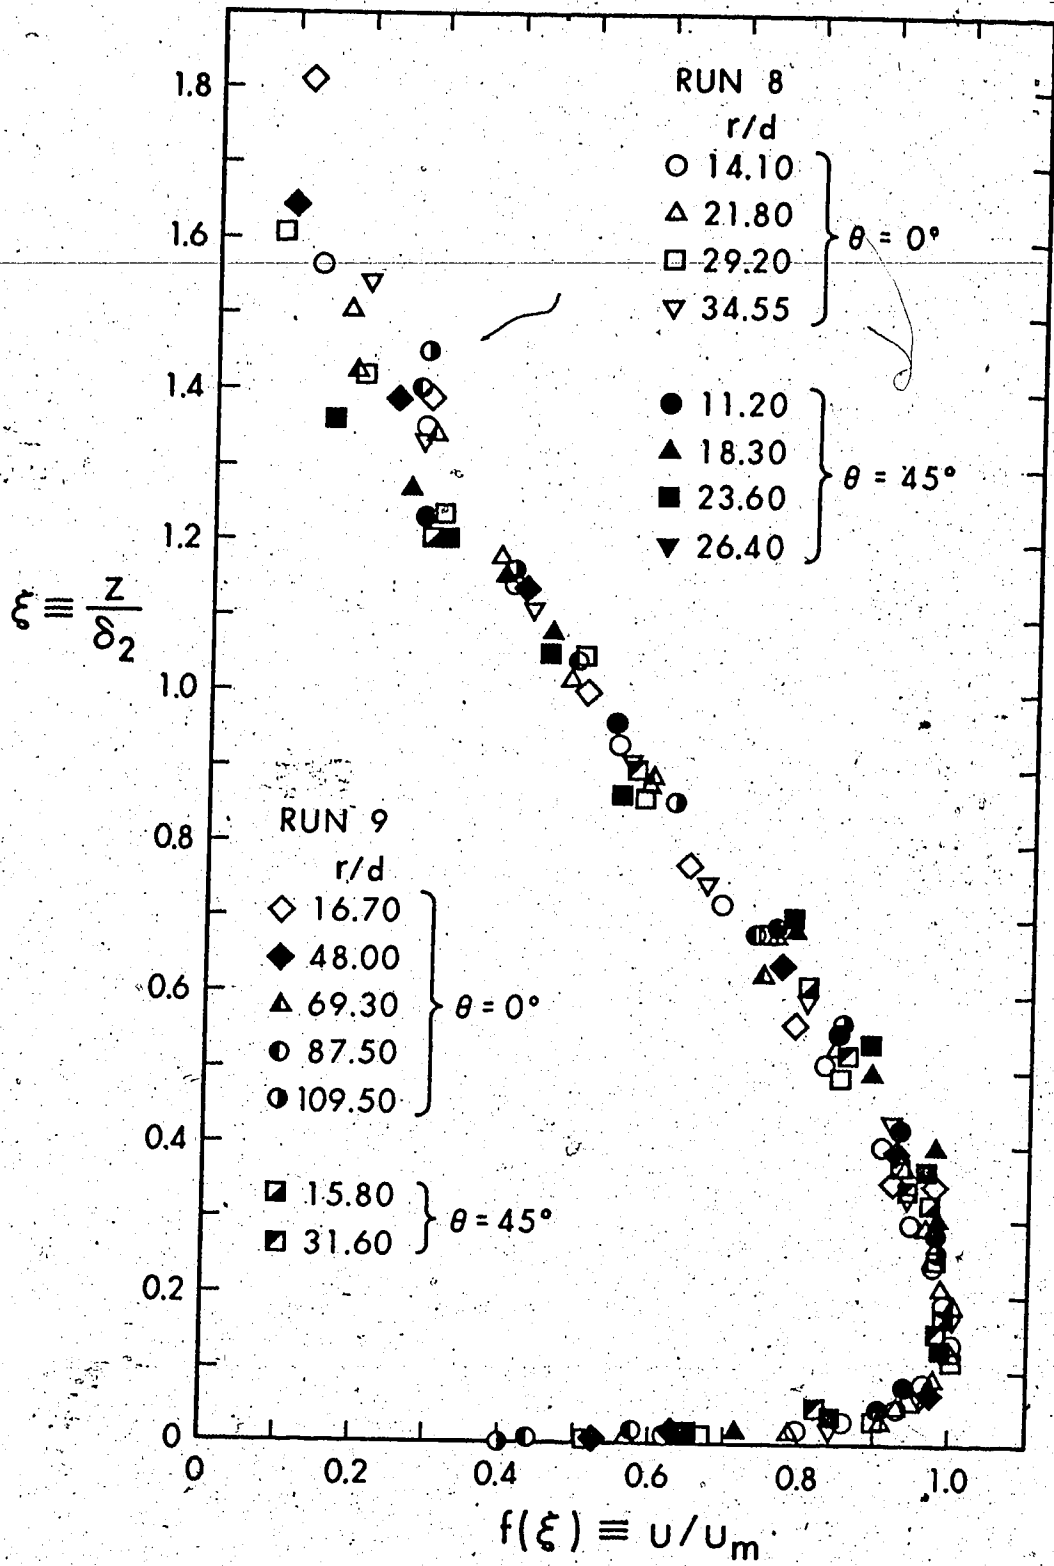 1.8
1.6
1.4
1.2
1.0
0.8
0.6
0.4
0.2
0
ξ ≡ z/δ₂
RUN 8
r/d
○ 14.10
△ 21.80
□ 29.20
▽ 34.55
θ = 0°
● 11.20
▲ 18.30
■ 23.60
▼ 26.40
θ = 45°
RUN 9
r/d
◇ 16.70
◆ 48.00
◮ 69.30
◐ 87.50
◑ 109.50
θ = 0°
◪ 15.80
◩ 31.60
θ = 45°
0 0.2 0.4 0.6 0.8 1.0
f(ξ) ≡ u/uₘ